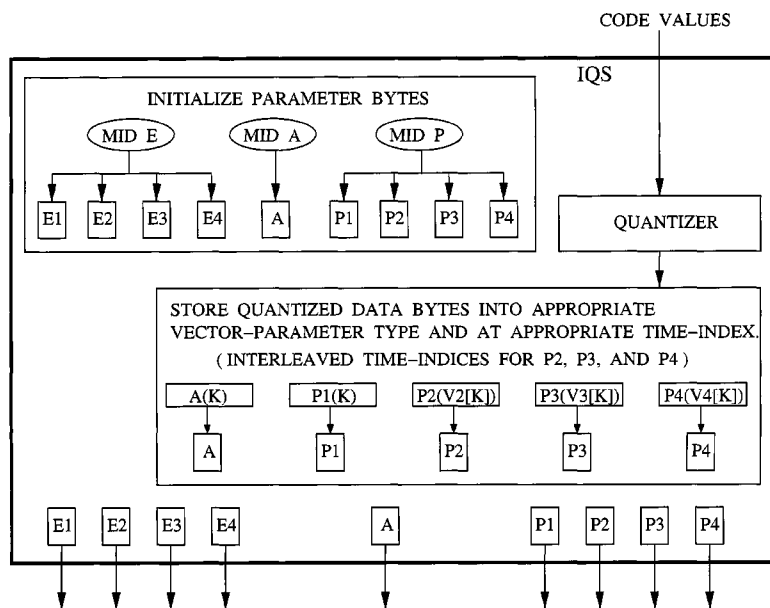 CODE VALUES
IQS
INITIALIZE PARAMETER BYTES
MID E MID A MID P
E1 E2 E3 E4 A P1 P2 P3 P4
QUANTIZER
STORE QUANTIZED DATA BYTES INTO APPROPRIATE
VECTOR-PARAMETER TYPE AND AT APPROPRIATE TIME-INDEX.
( INTERLEAVED TIME-INDICES FOR P2, P3, AND P4 )
A(K) P1(K) P2(V2[K]) P3(V3[K]) P4(V4[K])
A P1 P2 P3 P4
E1 E2 E3 E4 A P1 P2 P3 P4